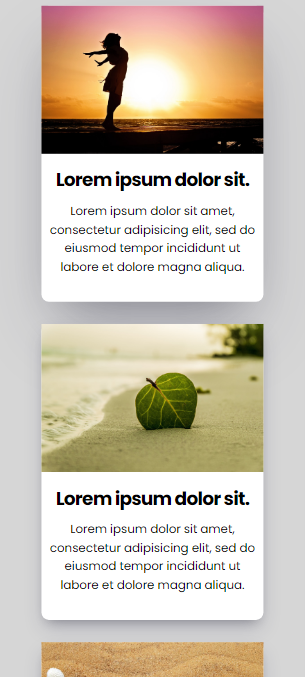 Lorem ipsum dolor sit.
Lorem ipsum dolor sit amet,
consectetur adipisicing elit, sed do
eiusmod tempor incididunt ut
labore et dolore magna aliqua.
Lorem ipsum dolor sit.
Lorem ipsum dolor sit amet,
consectetur adipisicing elit, sed do
eiusmod tempor incididunt ut
labore et dolore magna aliqua.